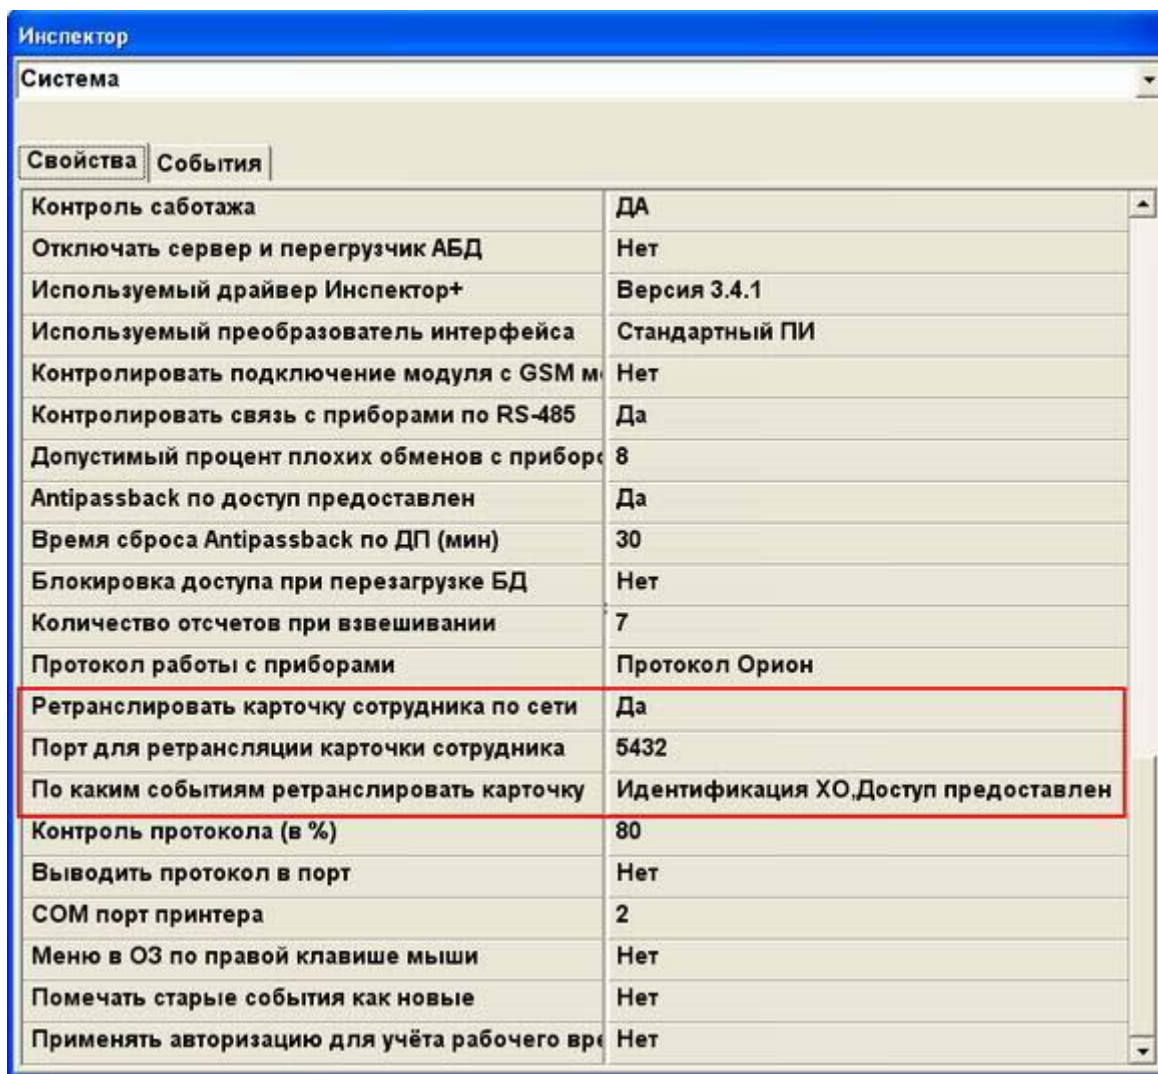 Инспектор
Система
Свойства События
Контроль саботажа ДА
Отключать сервер и перегрузчик АБД Нет
Используемый драйвер Инспектор+ Версия 3.4.1
Используемый преобразователь интерфейса Стандартный ПИ
Контролировать подключение модуля с GSM Нет
Контролировать связь с приборами по RS-485 Да
Допустимый процент плохих обменов с 8
Antipassback по доступ предоставлен Да
Время сброса Antipassback по ДП (мин) 30
Блокировка доступа при перезагрузке БД Нет
Количество отсчетов при взвешивании 7
Протокол работы с приборами Протокол Орион
Ретранслировать карточку сотрудника по сети Да
Порт для ретрансляции карточки сотрудника 5432
По каким событиям ретранслировать карточку Идентификация ХО,Доступ предоставлен
Контроль протокола (в %) 80
Выводить протокол в порт Нет
COM порт принтера 2
Меню в ОЗ по правой клавише мыши Нет
Помечать старые события как новые Нет
Применять авторизацию для учёта рабочего Нет